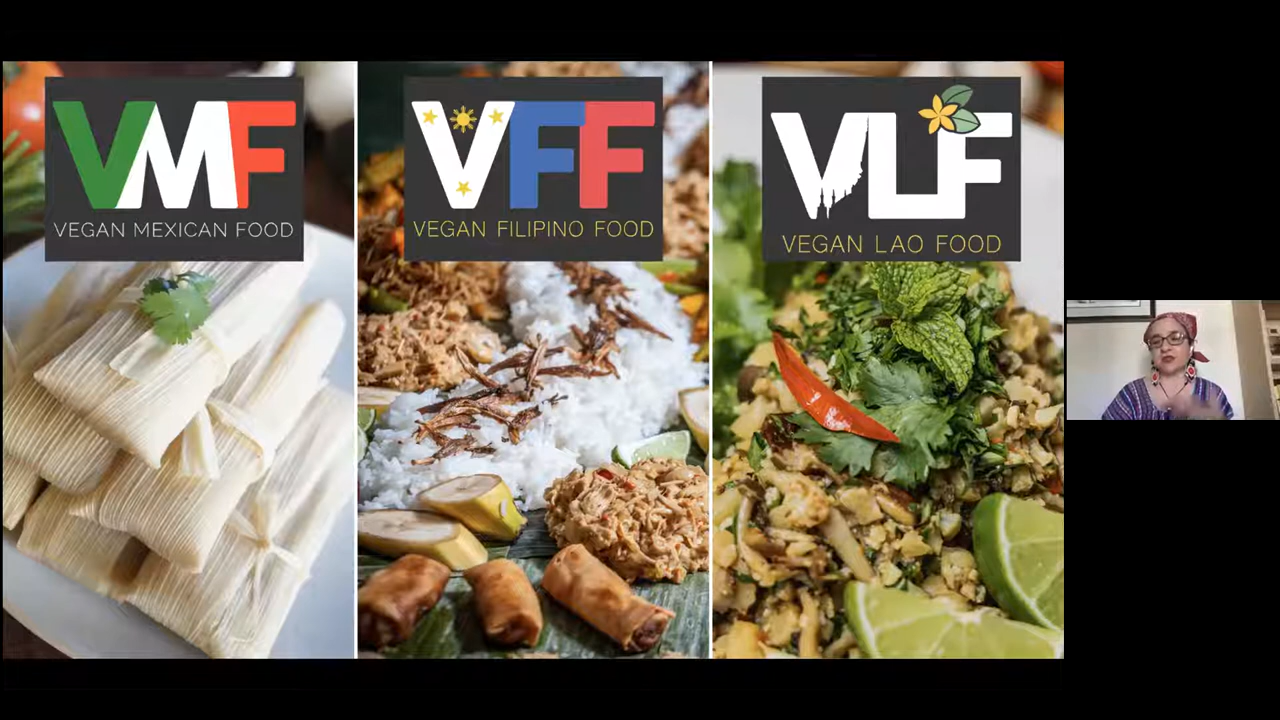 VMF
VEGAN MEXICAN FOOD
VFF
VEGAN FILIPINO FOOD
VLF
VEGAN LAO FOOD